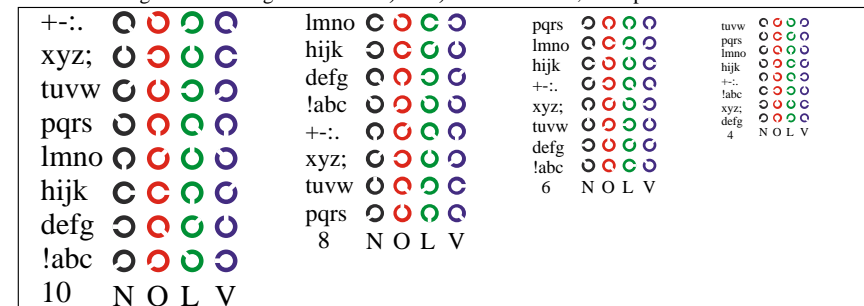 +-:.
xyz;
tuvw
pqrs
lmno
hijk
defg
!abc
10 N O L V
lmno
hijk
defg
!abc
+-:.
xyz;
tuvw
pqrs
8 N O L V
pqrs
lmno
hijk
+-:.
xyz;
tuvw
defg
!abc
6 N O L V
tuvw
pqrs
lmno
hijk
+-:.
!abc
xyz;
defg
4 N O L V